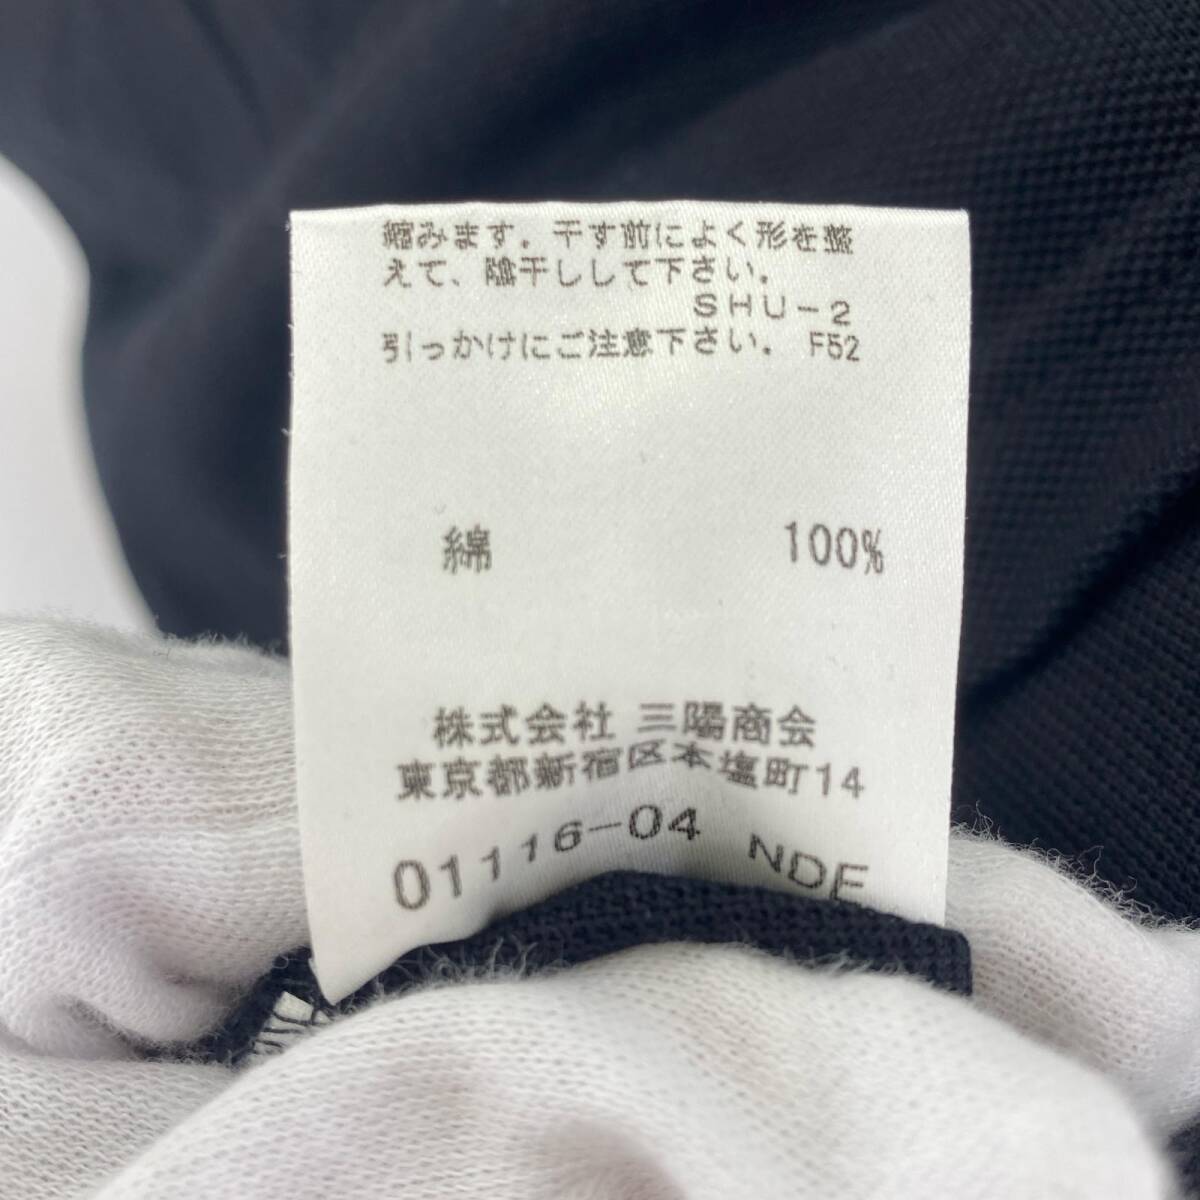 縮みます。干す前によく形を整
えて、陰干しして下さい。
SHU-2
引っかけにご注意下さい。 F52
綿 100%
株式会社 三陽商会
東京都新宿区本塩町14
01116-04 NDE